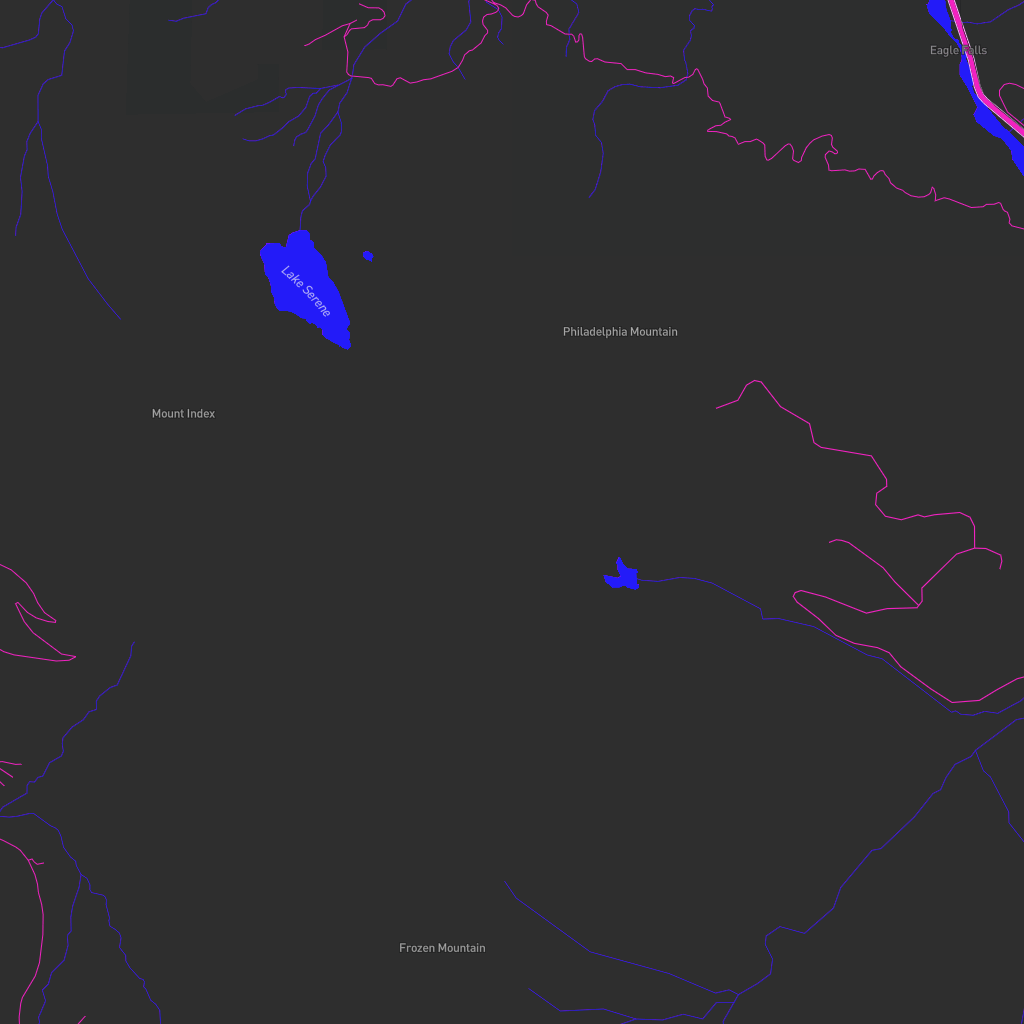 Eagle Falls
Lake Serene
Philadelphia Mountain
Mount Index
Frozen Mountain